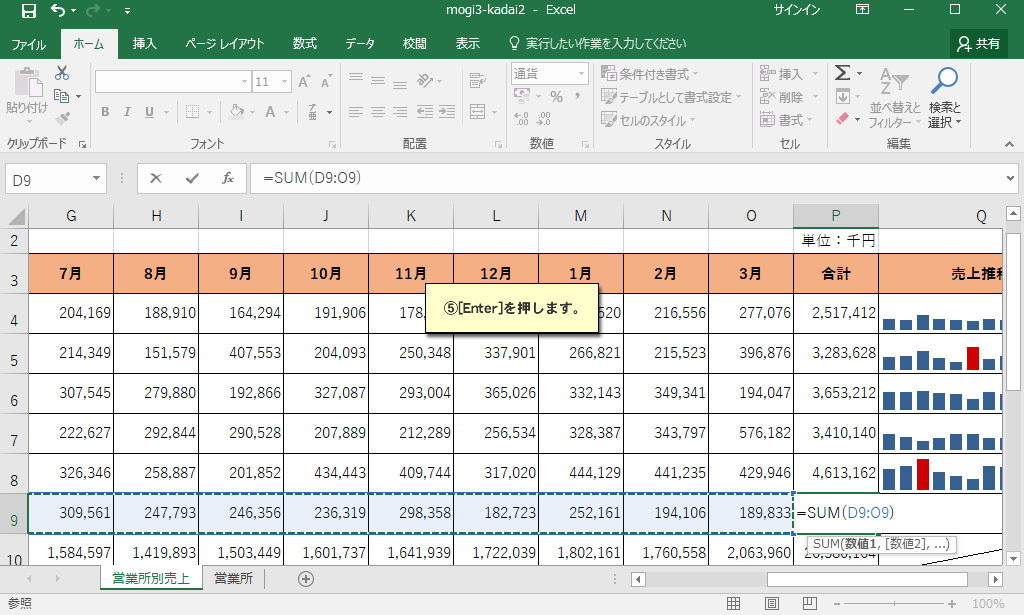 mogi3-kadai2 - Excel
サインイン
ファイル ホーム 挿入 ページ レイアウト 数式 データ 校閲 表示 実行したい作業を入力してください 共有
11 通貨 条件付き書式 挿入
貼り付け テーブルとして書式設定 削除 並べ替えと フィルター 検索と 選択
B I U A % , セルのスタイル 書式
クリップボード フォント 配置 数値 スタイル セル 編集
D9 fx =SUM(D9:O9)
G H I J K L M N O P Q
2 単位：千円
3 7月 8月 9月 10月 11月 12月 1月 2月 3月 合計 売上推移
⑤[Enter]を押します。
4 204,169 188,910 164,294 191,906 178, 520 216,556 277,076 2,517,412
5 214,349 151,579 407,553 204,093 250,348 337,901 266,821 215,523 396,876 3,283,628
6 307,545 279,880 192,866 327,087 293,004 365,026 332,143 349,341 194,047 3,653,212
7 222,627 292,844 290,528 207,889 212,289 256,534 328,387 343,797 576,182 3,410,140
8 326,346 258,887 201,852 434,443 409,744 317,020 444,129 441,235 429,946 4,613,162
9 309,561 247,793 246,356 236,319 298,358 182,723 252,161 194,106 189,833 =SUM(D9:O9)
SUM(数値1, [数値2], ...)
10 1,584,597 1,419,893 1,503,449 1,601,737 1,641,939 1,722,039 1,802,161 1,760,558 2,063,960
営業所別売上 営業所
参照 100%